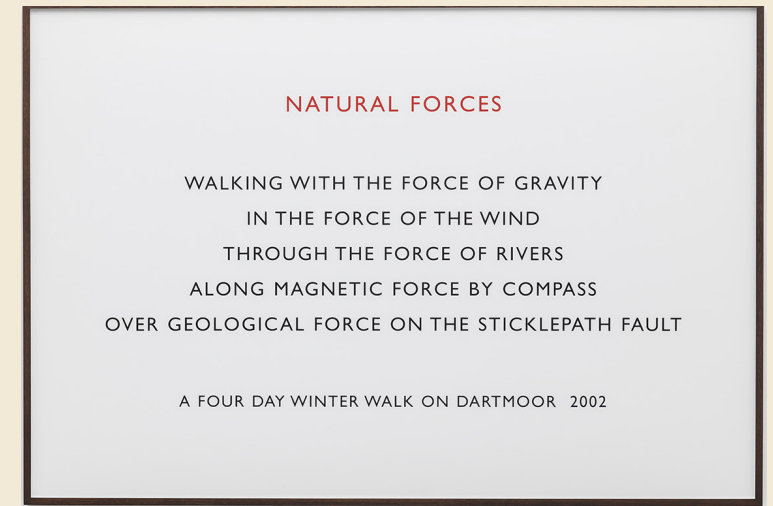 NATURAL FORCES
WALKING WITH THE FORCE OF GRAVITY
IN THE FORCE OF THE WIND
THROUGH THE FORCE OF RIVERS
ALONG MAGNETIC FORCE BY COMPASS
OVER GEOLOGICAL FORCE ON THE STICKLEPATH FAULT
A FOUR DAY WINTER WALK ON DARTMOOR 2002